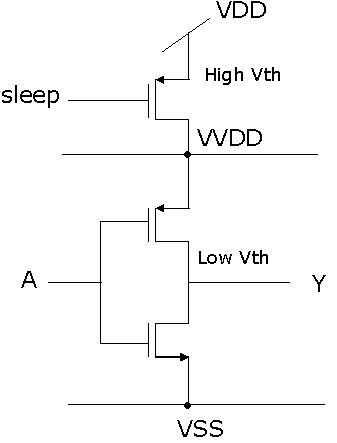 VDD
High Vth
sleep
VVDD
Low Vth
A
Y
VSS